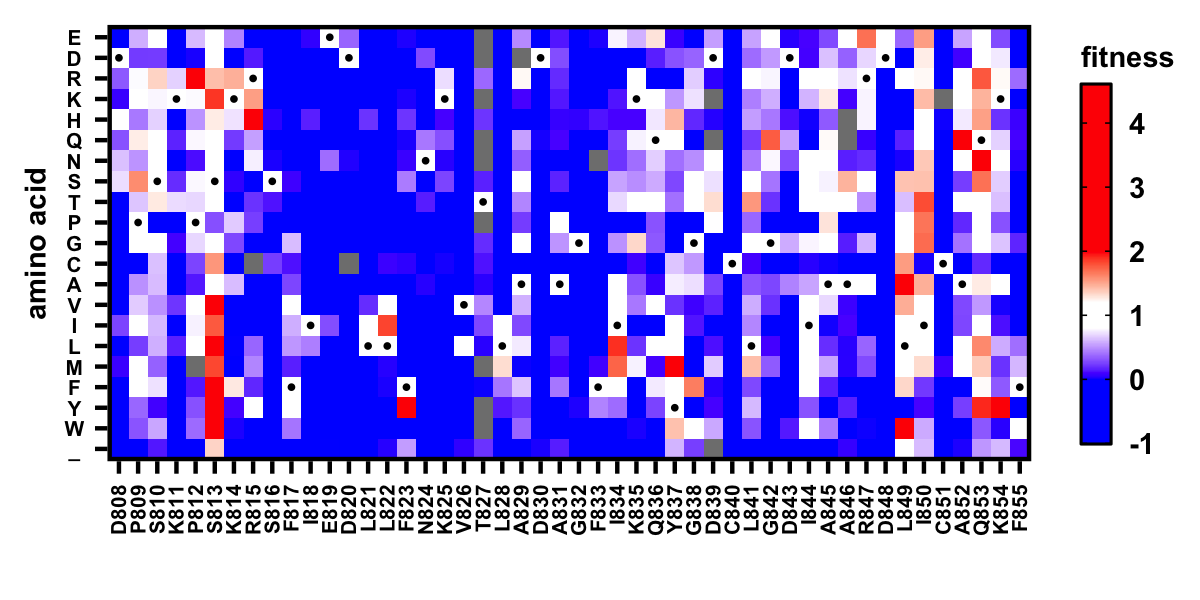 fitness
4
3
2
1
0
-1
amino acid
E
D
R
K
H
Q
N
S
T
P
G
C
A
V
I
L
M
F
Y
W
_
D808
P809
S810
K811
P812
S813
K814
R815
S816
F817
I818
E819
D820
L821
L822
F823
N824
K825
V826
T827
L828
A829
D830
A831
G832
F833
I834
K835
Q836
Y837
G838
D839
C840
L841
G842
D843
I844
A845
A846
R847
D848
L849
I850
C851
A852
Q853
K854
F855